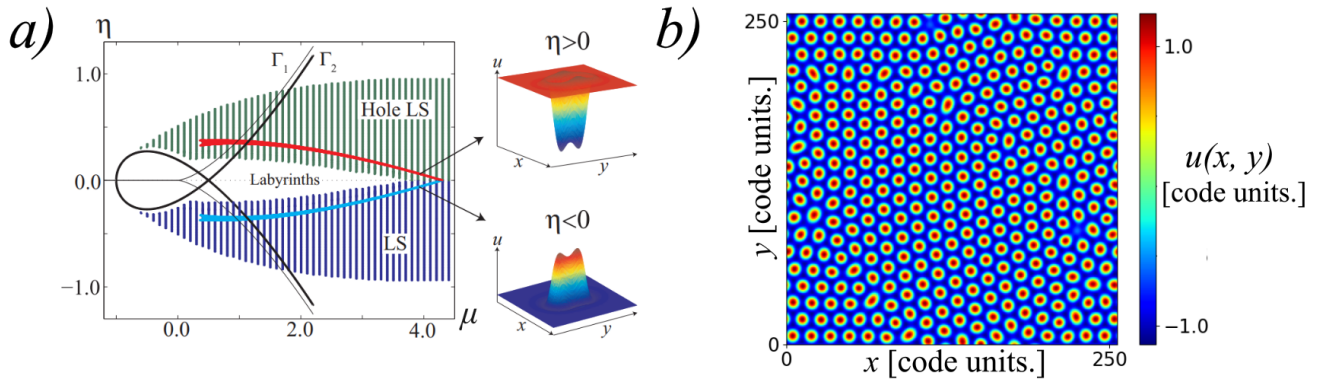 a)
η
1.0
0.0
−1.0
Γ₁
Γ₂
Hole LS
Labyrinths
LS
0.0
2.0
4.0
μ
η>0
u
x
y
η<0
u
x
y
b)
250
y [code units.]
0
0
x [code units.]
250
1.0
−1.0
u(x, y)
[code units.]